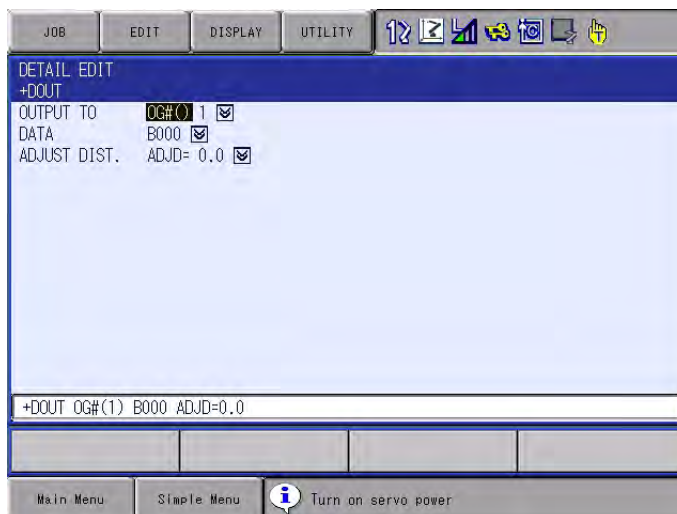 JOB EDIT DISPLAY UTILITY
DETAIL EDIT
+DOUT
OUTPUT TO OG#() 1
DATA B000
ADJUST DIST. ADJD= 0.0
+DOUT OG#(1) B000 ADJD=0.0
Main Menu Simple Menu Turn on servo power